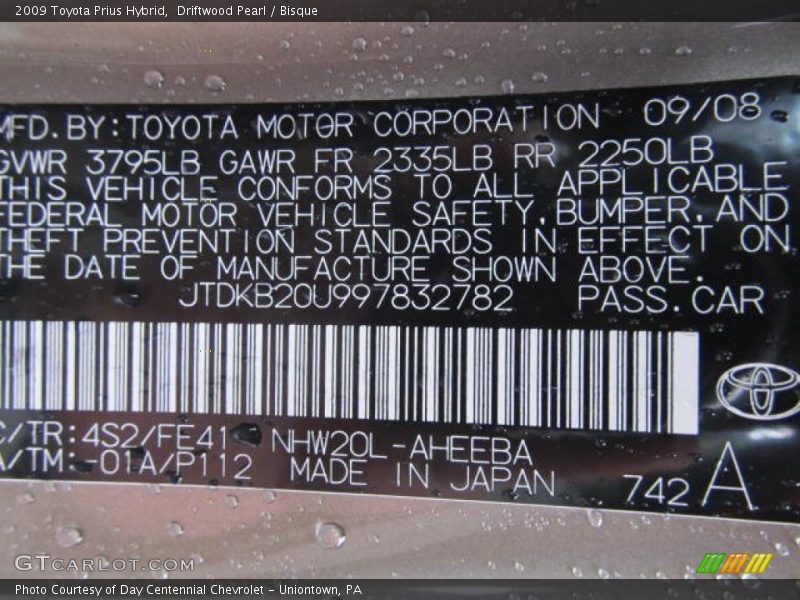 2009 Toyota Prius Hybrid,  Driftwood Pearl / Bisque
MFD. BY: TOYOTA MOTOR CORPORATION 09/08
GVWR 3795LB GAWR FR 2335LB RR 2250LB
THIS VEHICLE CONFORMS TO ALL APPLICABLE
FEDERAL MOTOR VEHICLE SAFETY, BUMPER, AND
THEFT PREVENTION STANDARDS IN EFFECT ON
THE DATE OF MANUFACTURE SHOWN ABOVE.
JTDKB20U997832782 PASS. CAR
C/TR: 4S2/FE41 NHW20L-AHEEBA
A/TM: -01A/P112 MADE IN JAPAN 742 A
GTCARLOT.COM
Photo Courtesy of Day Centennial Chevrolet - Uniontown, PA